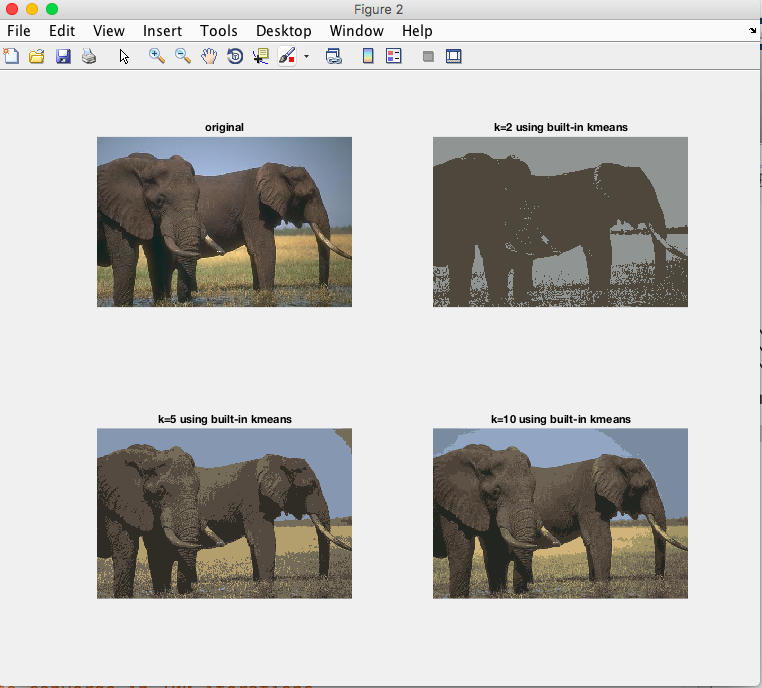 Figure 2
File Edit View Insert Tools Desktop Window Help
original
k=2 using built-in kmeans
k=5 using built-in kmeans
k=10 using built-in kmeans